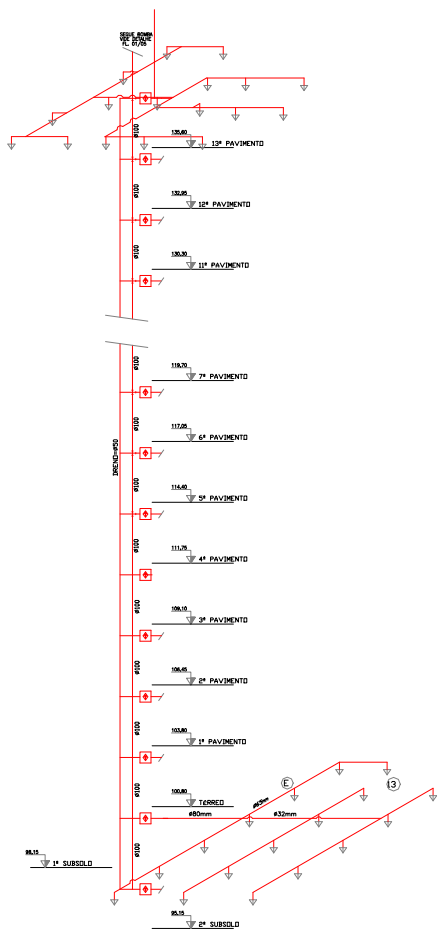 SEGUE BOMBA
VIDE DETALHE
FL. 01/05
Ø100
135,60
13º PAVIMENTO
Ø100
132,95
12º PAVIMENTO
Ø100
130,30
11º PAVIMENTO
Ø100
119,70
7º PAVIMENTO
Ø100
117,05
6º PAVIMENTO
DRENO=Ø50
Ø100
114,40
5º PAVIMENTO
Ø100
111,75
4º PAVIMENTO
Ø100
109,10
3º PAVIMENTO
Ø100
106,45
2º PAVIMENTO
Ø100
103,80
1º PAVIMENTO
E
13
Ø100
100,80
TéRREO
Ø65mm
Ø80mm
Ø32mm
Ø100
98,15
1º SUBSOLO
95,15
2º SUBSOLO